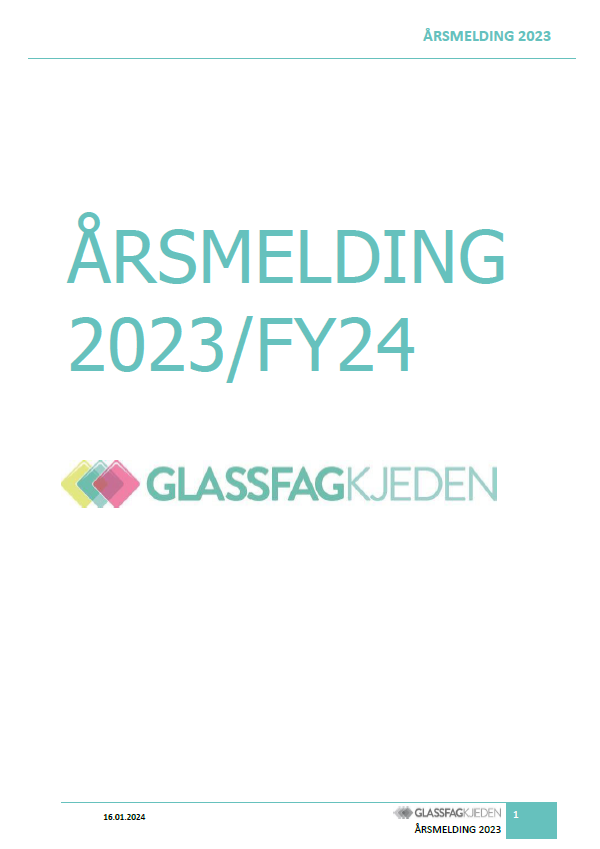 ÅRSMELDING 2023
ÅRSMELDING
2023/FY24
GLASSFAGKJEDEN
16.01.2024
GLASSFAGKJEDEN
1
ÅRSMELDING 2023